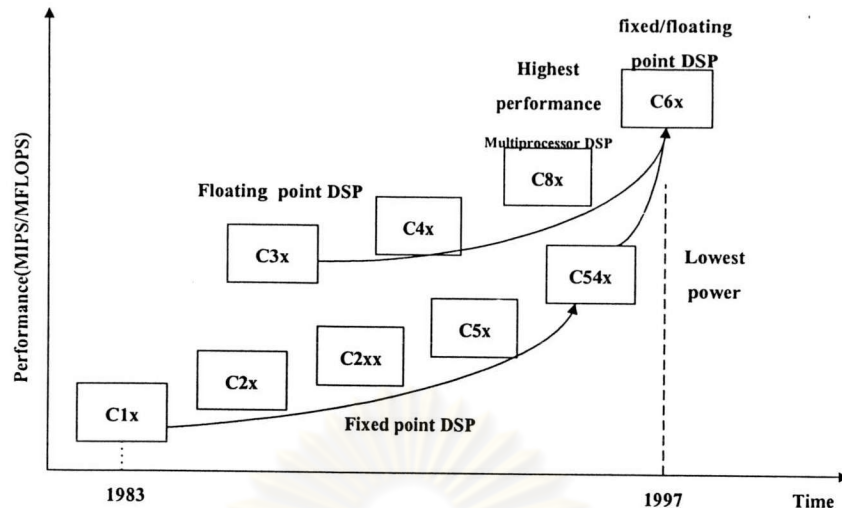 fixed/floating
point DSP
Highest
performance
C6x
Multiprocessor DSP
C8x
Floating point DSP
C4x
C3x
Lowest
power
C54x
C5x
C2xx
C2x
C1x
Fixed point DSP
Performance(MIPS/MFLOPS)
1983
1997
Time